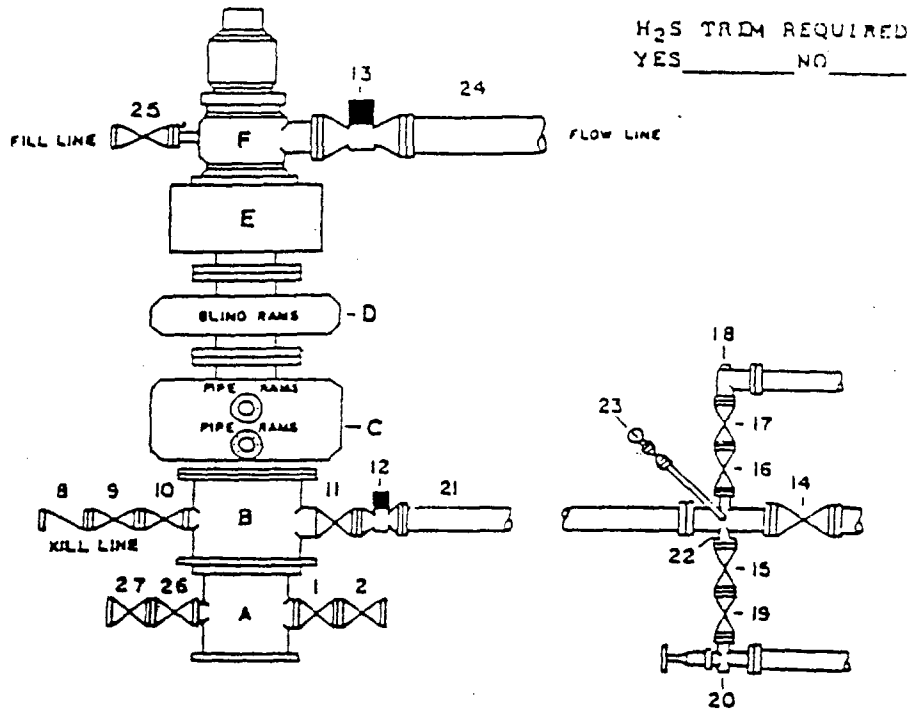 H2S TRIM REQUIRED
YES NO
13
24
25
FILL LINE
F
FLOW LINE
E
BLIND RAMS
D
PIPE RAMS
PIPE RAMS
C
18
23
17
16
14
12
8
9
10
11
21
B
KILL LINE
22
15
27
26
A
1
2
19
20